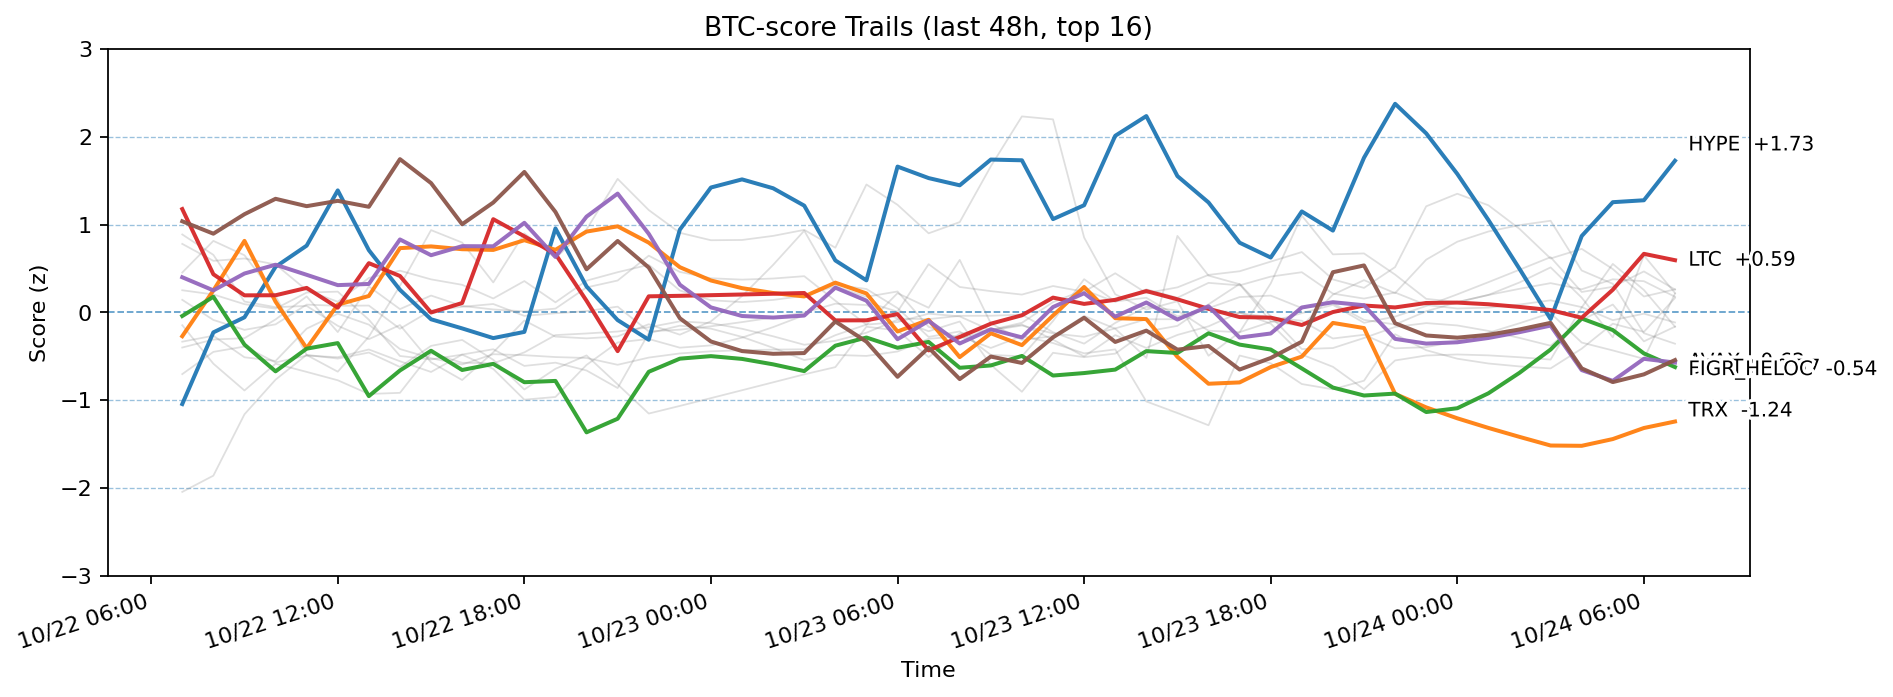 BTC-score Trails (last 48h, top 16)
Score (z)
3
2
1
0
−1
−2
−3
HYPE +1.73
LTC +0.59
FIGR_HELOC -0.54
TRX -1.24
10/22 06:00
10/22 12:00
10/22 18:00
10/23 00:00
10/23 06:00
10/23 12:00
10/23 18:00
10/24 00:00
10/24 06:00
Time